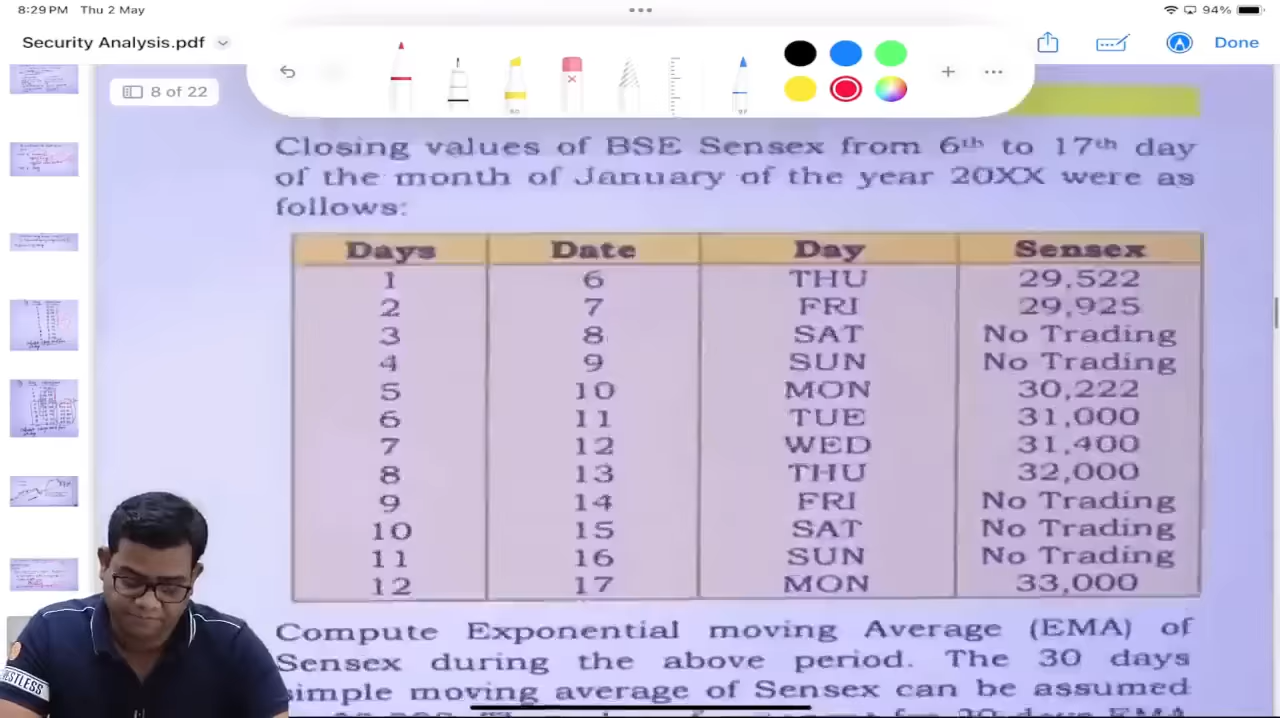 8:29 PM Thu 2 May
94%
Security Analysis.pdf
Done
8 of 22
Closing values of BSE Sensex from 6th to 17th day
of the month of January of the year 20XX were as
follows:
Days Date Day Sensex
1 6 THU 29,522
2 7 FRI 29,925
3 8 SAT No Trading
4 9 SUN No Trading
5 10 MON 30,222
6 11 TUE 31,000
7 12 WED 31,400
8 13 THU 32,000
9 14 FRI No Trading
10 15 SAT No Trading
11 16 SUN No Trading
12 17 MON 33,000
Compute Exponential moving Average (EMA) of
Sensex during the above period. The 30 days
simple moving average of Sensex can be assumed